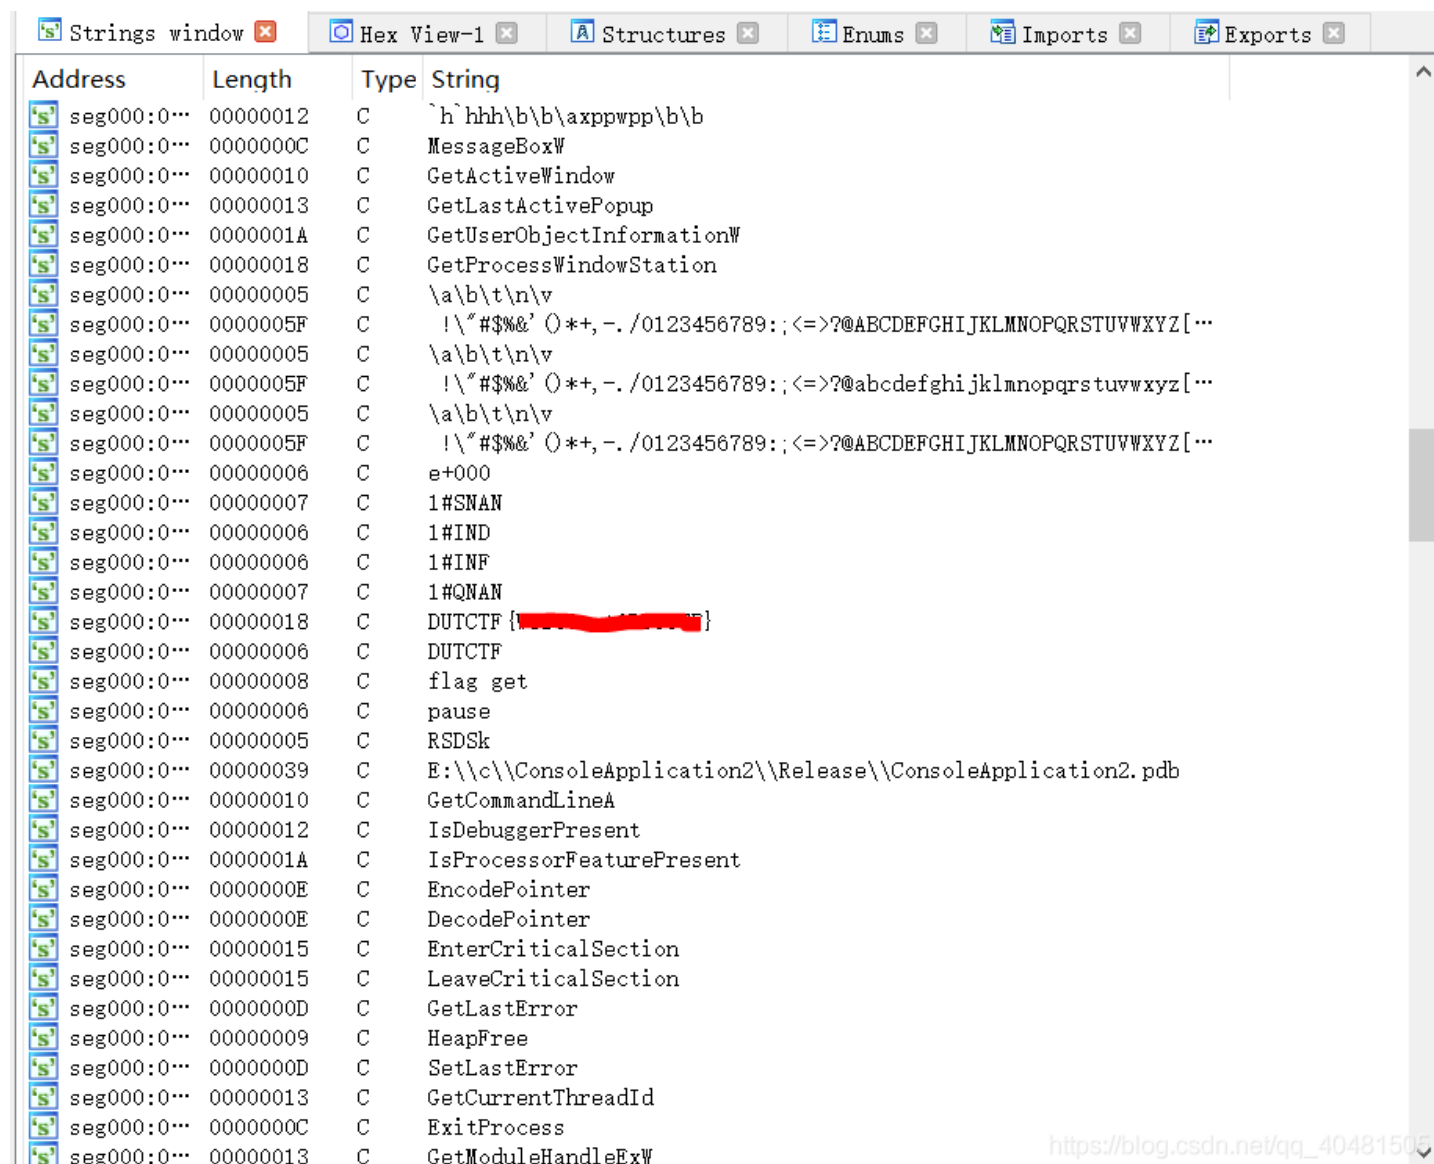 Strings window Hex View-1 Structures Enums Imports Exports
Address Length Type String
seg000:0… 00000012 C `h`hhh\b\b\axppwpp\b\b
seg000:0… 0000000C C MessageBoxW
seg000:0… 00000010 C GetActiveWindow
seg000:0… 00000013 C GetLastActivePopup
seg000:0… 0000001A C GetUserObjectInformationW
seg000:0… 00000018 C GetProcessWindowStation
seg000:0… 00000005 C \a\b\t\n\v
seg000:0… 0000005F C !\"#$%&'()*+,-./0123456789:;<=>?@ABCDEFGHIJKLMNOPQRSTUVWXYZ[…
seg000:0… 00000005 C \a\b\t\n\v
seg000:0… 0000005F C !\"#$%&'()*+,-./0123456789:;<=>?@abcdefghijklmnopqrstuvwxyz[…
seg000:0… 00000005 C \a\b\t\n\v
seg000:0… 0000005F C !\"#$%&'()*+,-./0123456789:;<=>?@ABCDEFGHIJKLMNOPQRSTUVWXYZ[…
seg000:0… 00000006 C e+000
seg000:0… 00000007 C 1#SNAN
seg000:0… 00000006 C 1#IND
seg000:0… 00000006 C 1#INF
seg000:0… 00000007 C 1#QNAN
seg000:0… 00000018 C DUTCTF{ }
seg000:0… 00000006 C DUTCTF
seg000:0… 00000008 C flag get
seg000:0… 00000006 C pause
seg000:0… 00000005 C RSDSk
seg000:0… 00000039 C E:\\c\\ConsoleApplication2\\Release\\ConsoleApplication2.pdb
seg000:0… 00000010 C GetCommandLineA
seg000:0… 00000012 C IsDebuggerPresent
seg000:0… 0000001A C IsProcessorFeaturePresent
seg000:0… 0000000E C EncodePointer
seg000:0… 0000000E C DecodePointer
seg000:0… 00000015 C EnterCriticalSection
seg000:0… 00000015 C LeaveCriticalSection
seg000:0… 0000000D C GetLastError
seg000:0… 00000009 C HeapFree
seg000:0… 0000000D C SetLastError
seg000:0… 00000013 C GetCurrentThreadId
seg000:0… 0000000C C ExitProcess
seg000:0… 00000013 C GetModuleHandleExW
https://blog.csdn.net/qq_40481505